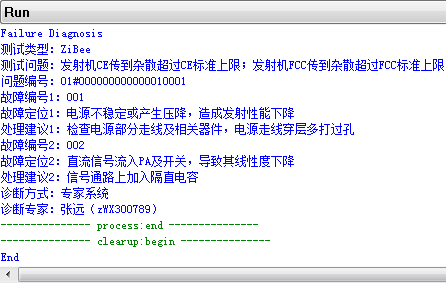 Run
Failure Diagnosis
测试类型：ZiBee
测试问题：发射机CE传到杂散超过CE标准上限；发射机FCC传到杂散超过FCC标准上限
问题编号：01#000000000000010001
故障编号1：001
故障定位1：电源不稳定或产生压降，造成发射性能下降
处理建议1：检查电源部分走线及相关器件，电源走线穿层多打过孔
故障编号2：002
故障定位2：直流信号流入PA及开关，导致其线性度下降
处理建议2：信号通路上加入隔直电容
诊断方式：专家系统
诊断专家：张远（zWX300789）
--------------- process:end ---------------
--------------- clearup:begin ---------------
End